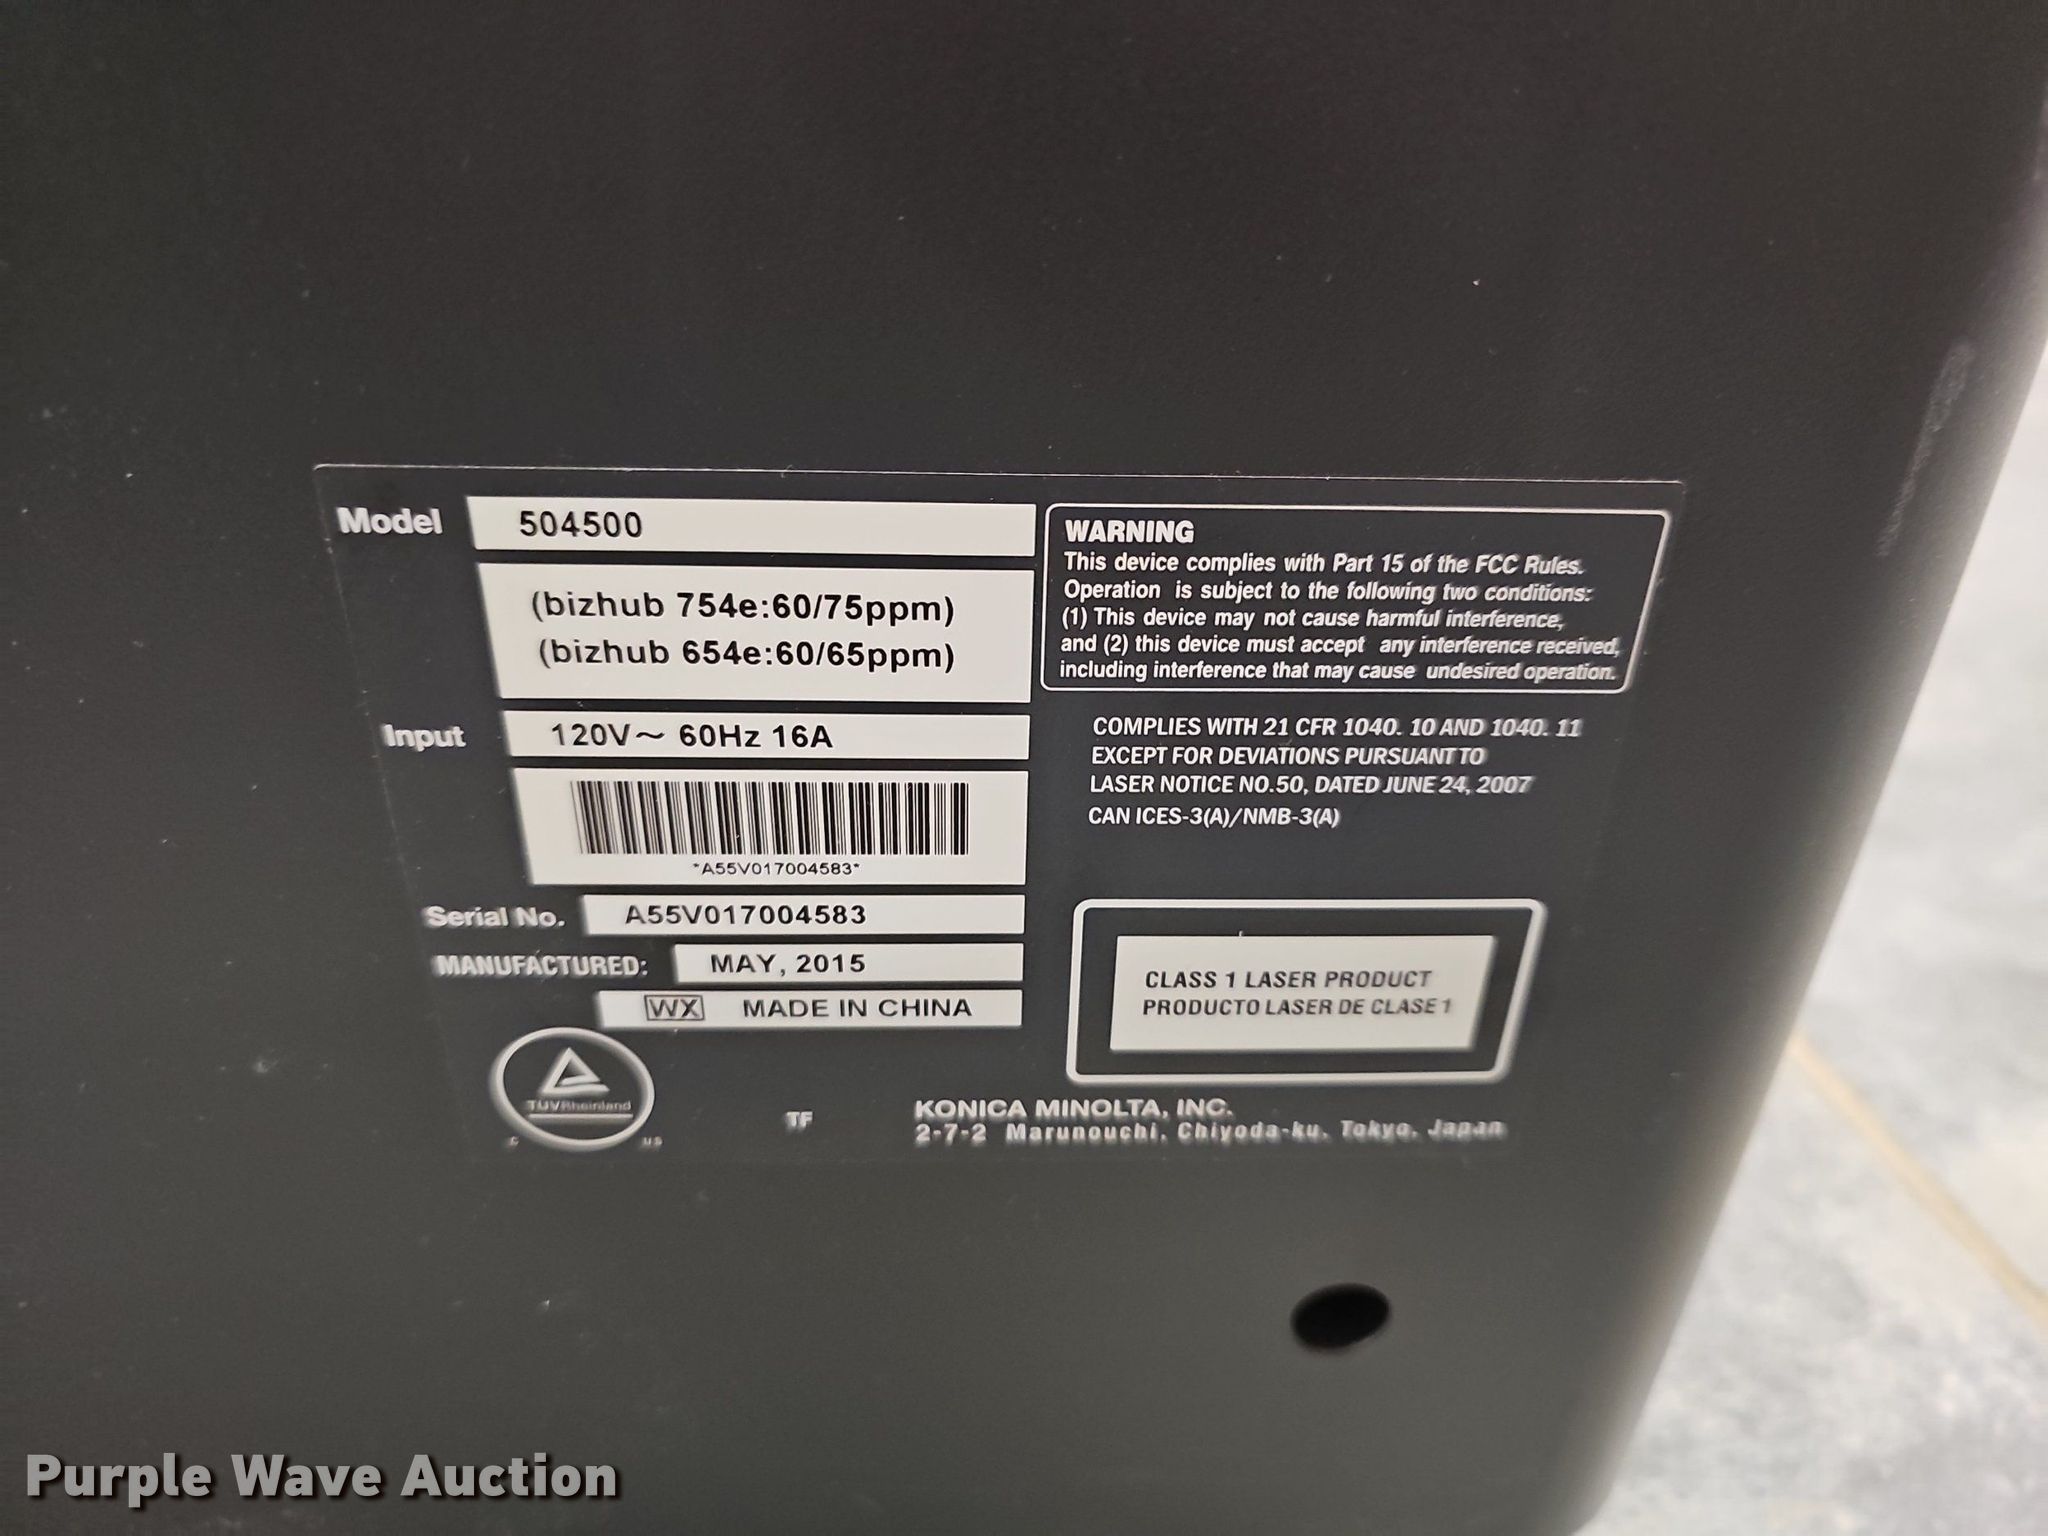 Model 504500
(bizhub 754e:60/75ppm)
(bizhub 654e:60/65ppm)
Input 120V~ 60Hz 16A
*A55V017004583*
Serial No. A55V017004583
MANUFACTURED: MAY, 2015
WX MADE IN CHINA
TÜVRheinland
C US
TF
WARNING
This device complies with Part 15 of the FCC Rules.
Operation is subject to the following two conditions:
(1) This device may not cause harmful interference,
and (2) this device must accept any interference received,
including interference that may cause undesired operation.
COMPLIES WITH 21 CFR 1040. 10 AND 1040. 11
EXCEPT FOR DEVIATIONS PURSUANT TO
LASER NOTICE NO.50, DATED JUNE 24, 2007
CAN ICES-3(A)/NMB-3(A)
CLASS 1 LASER PRODUCT
PRODUCTO LASER DE CLASE 1
KONICA MINOLTA, INC.
2-7-2 Marunouchi, Chiyoda-ku, Tokyo, Japan
Purple Wave Auction